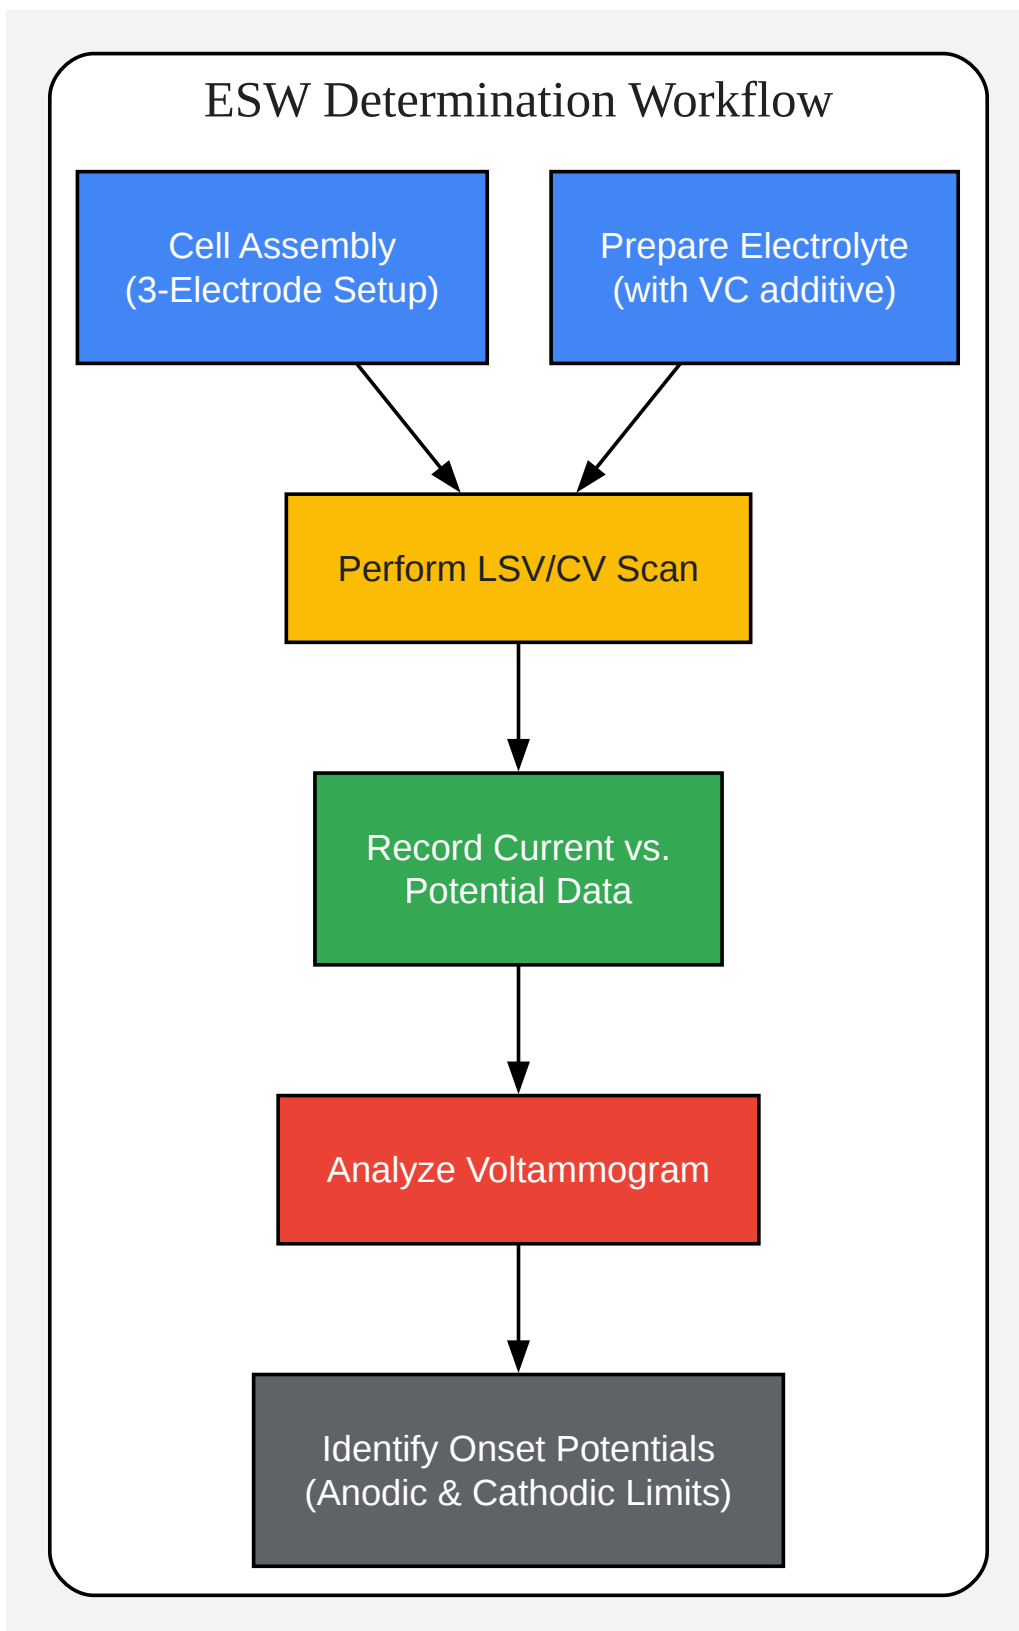 ESW Determination Workflow
Cell Assembly
(3-Electrode Setup)
Prepare Electrolyte
(with VC additive)
Perform LSV/CV Scan
Record Current vs.
Potential Data
Analyze Voltammogram
Identify Onset Potentials
(Anodic & Cathodic Limits)